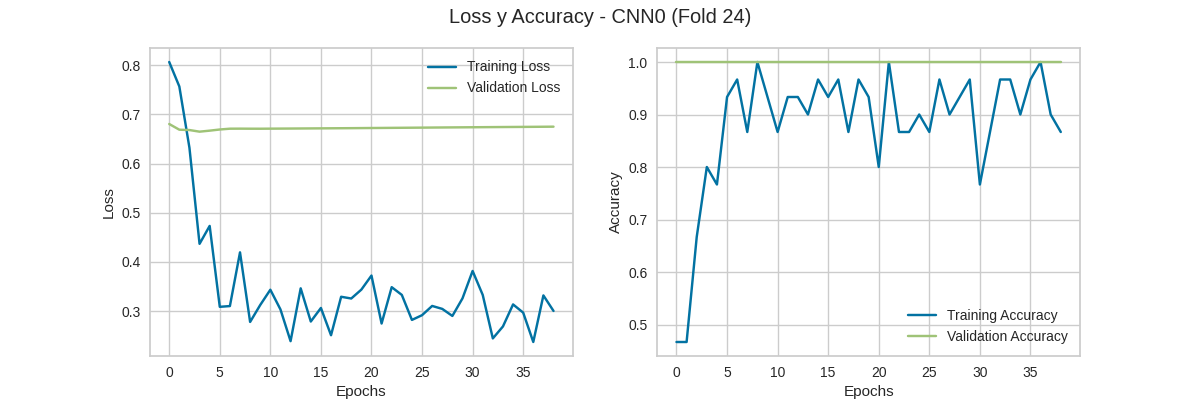 Loss y Accuracy - CNN0 (Fold 24)
0.8
0.7
0.6
0.5
0.4
0.3
Loss
0 5 10 15 20 25 30 35
Epochs
Training Loss
Validation Loss
1.0
0.9
0.8
0.7
0.6
0.5
Accuracy
0 5 10 15 20 25 30 35
Epochs
Training Accuracy
Validation Accuracy